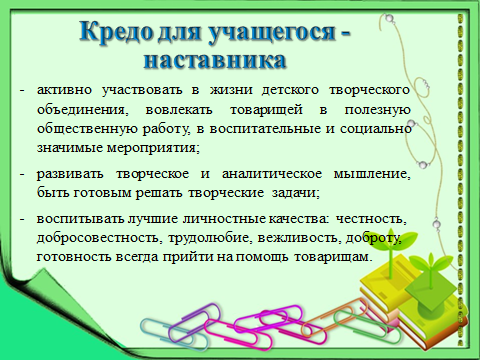 Кредо для учащегося -
наставника
- активно участвовать в жизни детского творческого
объединения, вовлекать товарищей в полезную
общественную работу, в воспитательные и социально
значимые мероприятия;
- развивать творческое и аналитическое мышление,
быть готовым решать творческие задачи;
- воспитывать лучшие личностные качества: честность,
добросовестность, трудолюбие, вежливость, доброту,
готовность всегда прийти на помощь товарищам.